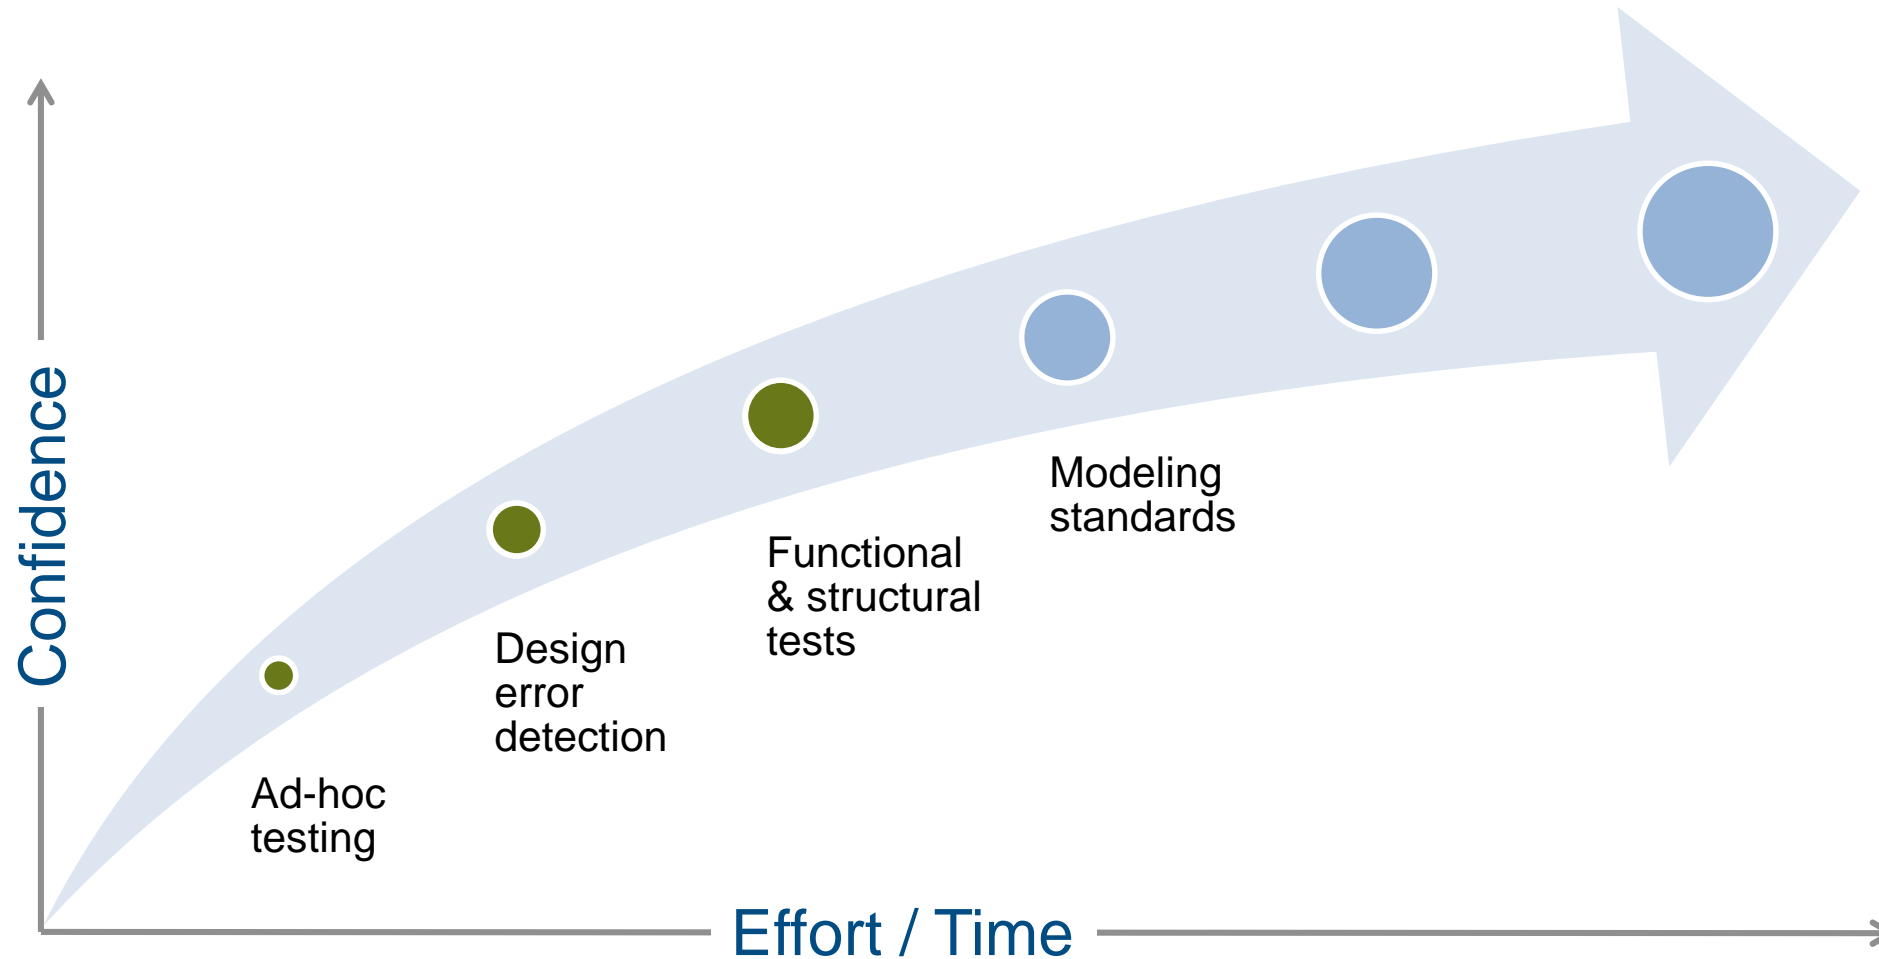 Confidence
Ad-hoc
testing
Design
error
detection
Functional
& structural
tests
Modeling
standards
Effort / Time